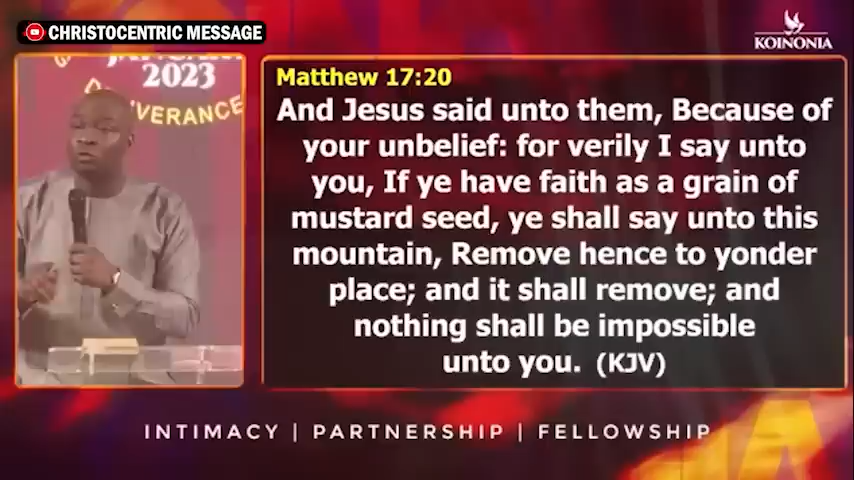 CHRISTOCENTRIC MESSAGE
KOINONIA
2023
Matthew 17:20
And Jesus said unto them, Because of
your unbelief: for verily I say unto
you, If ye have faith as a grain of
mustard seed, ye shall say unto this
mountain, Remove hence to yonder
place; and it shall remove; and
nothing shall be impossible
unto you. (KJV)
INTIMACY | PARTNERSHIP | FELLOWSHIP